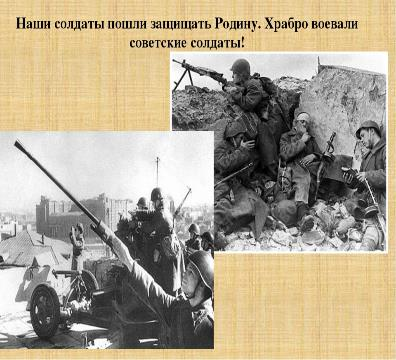 Наши солдаты пошли защищать Родину. Храбро воевали
советские солдаты!